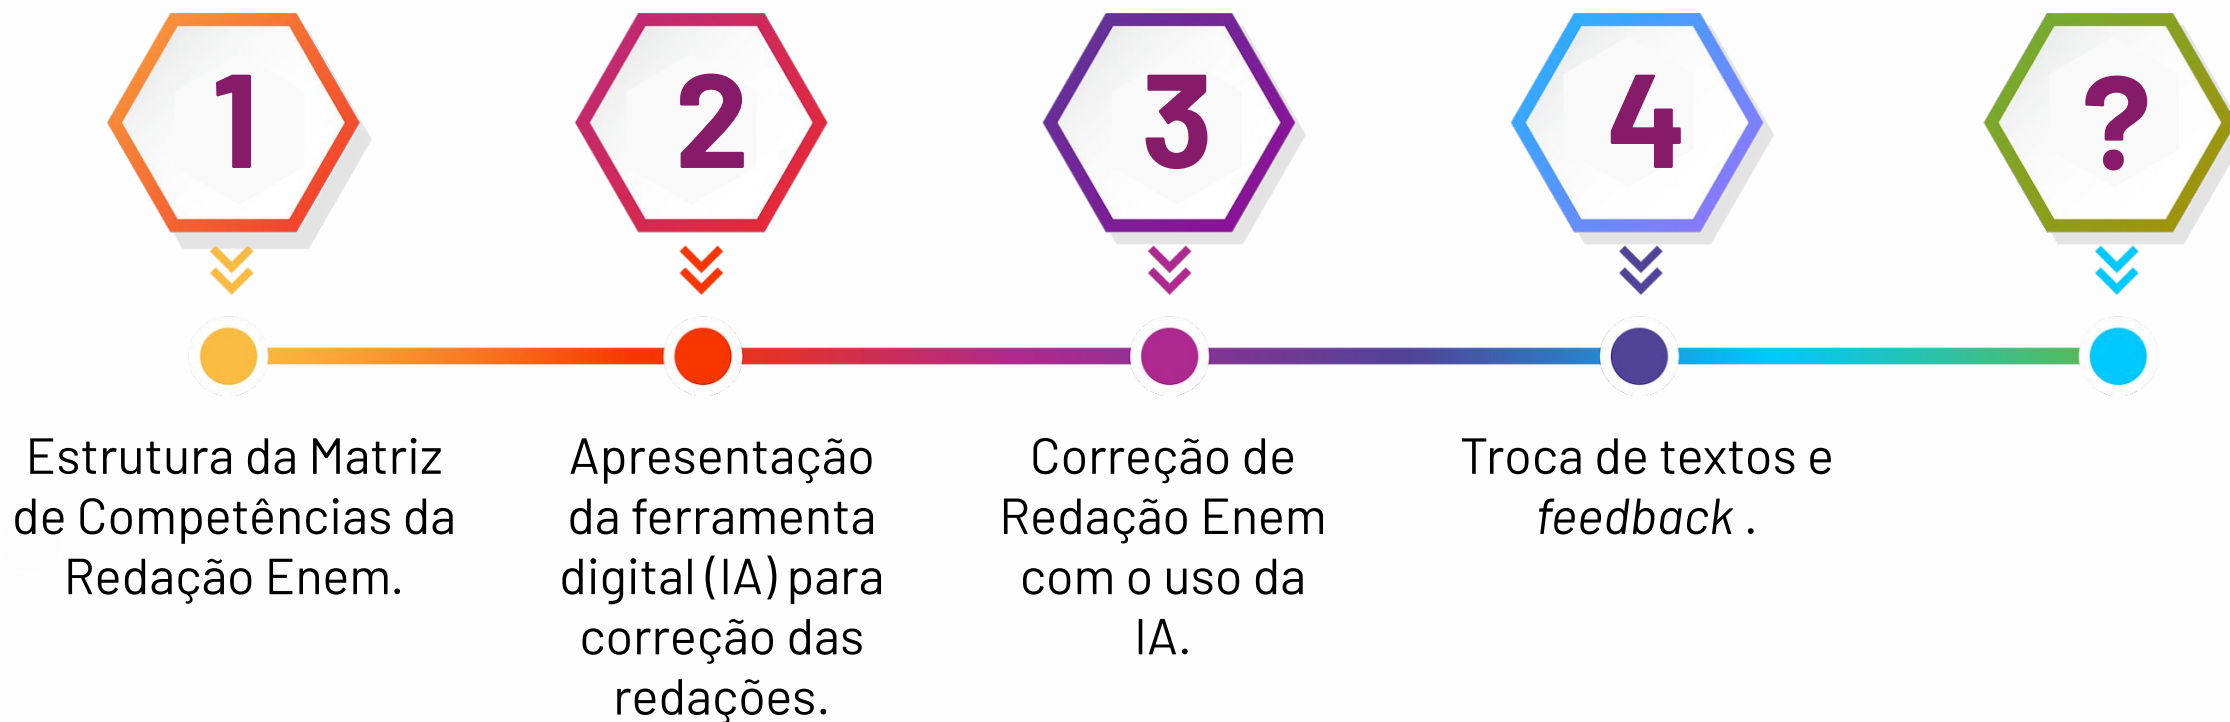 1
2
3
4
?
Estrutura da Matriz
de Competências da
Redação Enem.
Apresentação
da ferramenta
digital (IA) para
correção das
redações.
Correção de
Redação Enem
com o uso da
IA.
Troca de textos e
feedback .